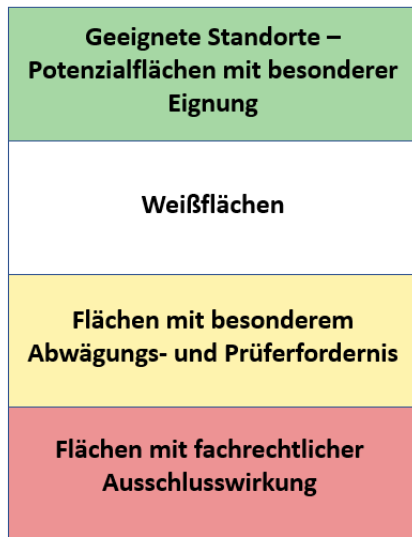 Geeignete Standorte –
Potenzialflächen mit besonderer
Eignung
Weißflächen
Flächen mit besonderem
Abwägungs- und Prüferfordernis
Flächen mit fachrechtlicher
Ausschlusswirkung